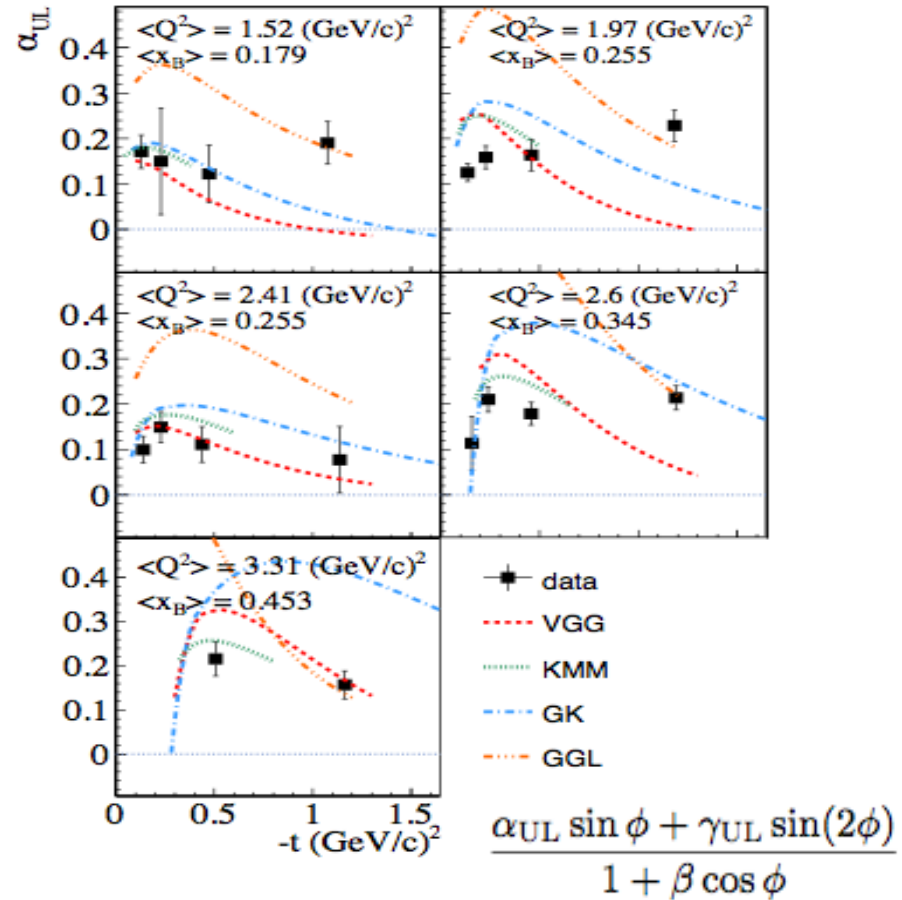 α_UL
<Q²> = 1.52 (GeV/c)²
<x_B> = 0.179
<Q²> = 1.97 (GeV/c)²
<x_B> = 0.255
0.4
0.3
0.2
0.1
0
<Q²> = 2.41 (GeV/c)²
<x_B> = 0.255
<Q²> = 2.6 (GeV/c)²
<x_B> = 0.345
0.4
0.3
0.2
0.1
0
<Q²> = 3.31 (GeV/c)²
<x_B> = 0.453
0.4
0.3
0.2
0.1
0
0 0.5 1 1.5
-t (GeV/c)²
data
VGG
KMM
GK
GGL
α_UL sin ϕ + γ_UL sin(2ϕ)
1 + β cos ϕ